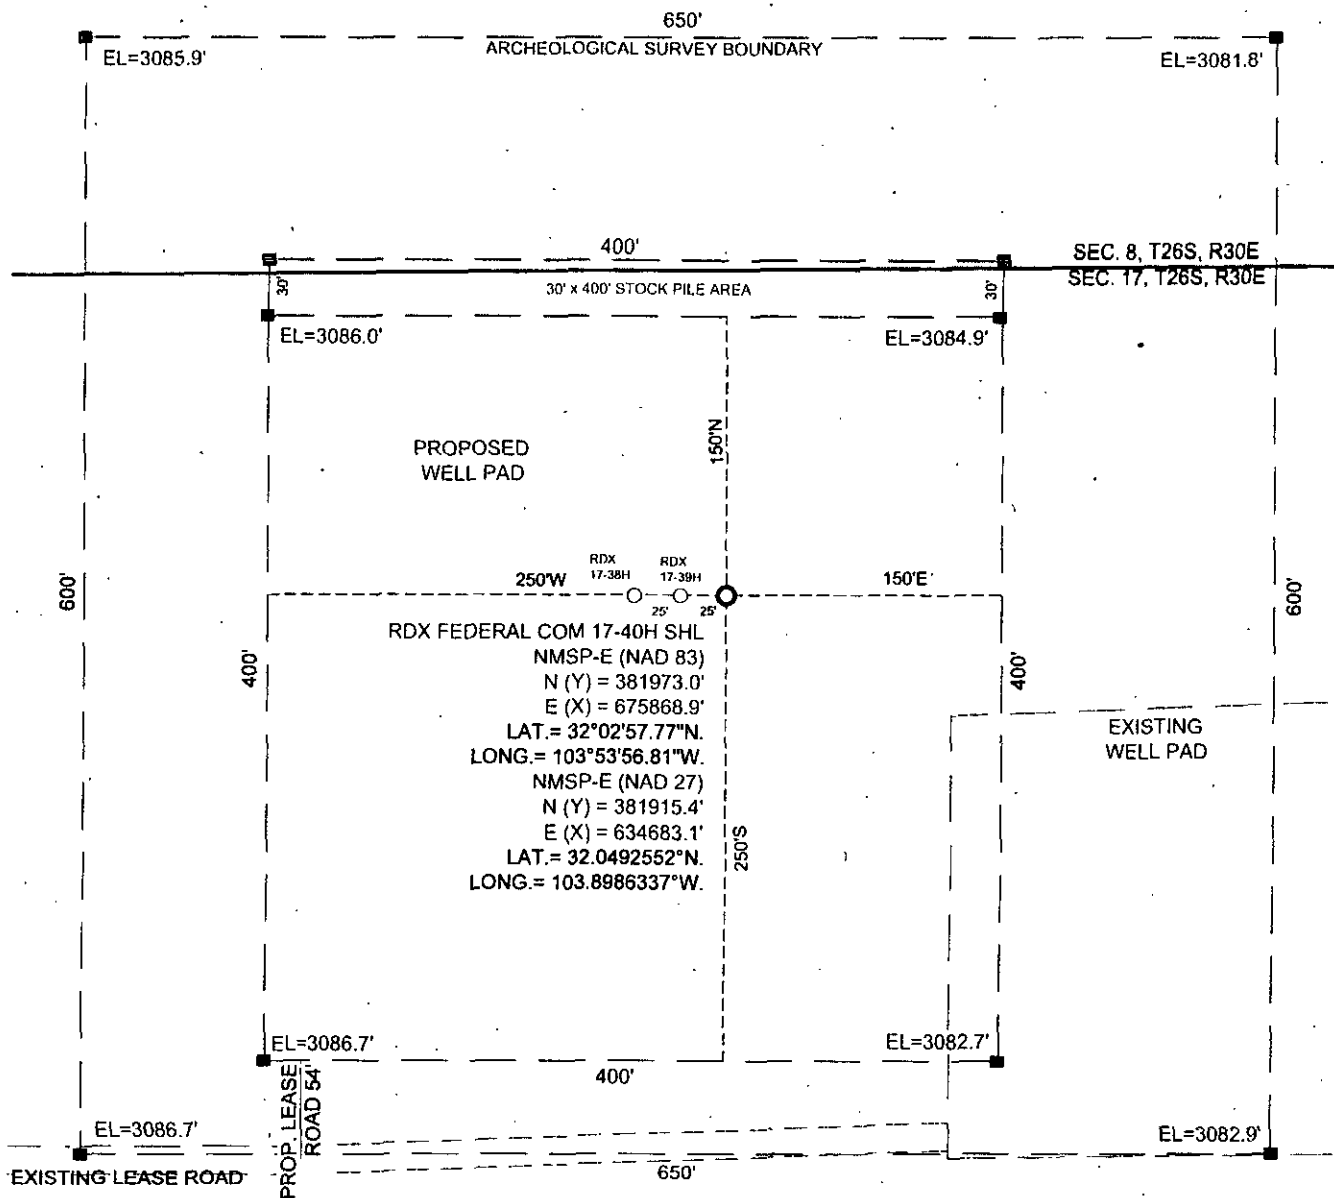 650'
ARCHEOLOGICAL SURVEY BOUNDARY
EL=3085.9'
EL=3081.8'
400'
SEC. 8, T26S, R30E
SEC. 17, T26S, R30E
30'
30' x 400' STOCK PILE AREA
30'
EL=3086.0'
EL=3084.9'
PROPOSED
WELL PAD
150'N
600'
250'W
RDX
17-38H
RDX
17-39H
150'E
600'
25'
25'
RDX FEDERAL COM 17-40H SHL
NMSP-E (NAD 83)
N (Y) = 381973.0'
E (X) = 675868.9'
LAT.= 32°02'57.77"N.
LONG.= 103°53'56.81"W.
NMSP-E (NAD 27)
N (Y) = 381915.4'
E (X) = 634683.1'
LAT.= 32.0492552°N.
LONG.= 103.8986337°W.
400'
400'
EXISTING
WELL PAD
250'S
EL=3086.7'
EL=3082.7'
400'
PROP. LEASE
ROAD 54'
EL=3086.7'
EL=3082.9'
EXISTING LEASE ROAD
650'